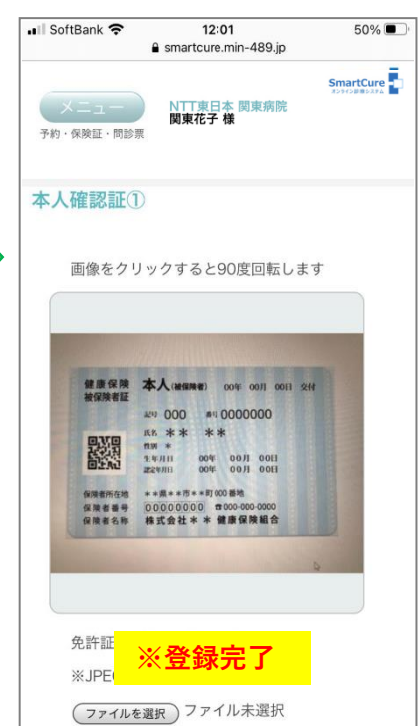 SoftBank 12:01 50%
smartcure.min-489.jp
SmartCure
オンライン診療システム
メニュー
予約・保険証・問診票
NTT東日本 関東病院
関東花子 様
本人確認証①
画像をクリックすると90度回転します
健康保険 本人(被保険者) 00年 00月 00日 交付
被保険者証
記号 000 番号 0000000
氏名 ** **
性別 *
生年月日 00年 00月 00日
認定年月日 00年 00月 00日
保険者所在地 **県**市**町000番地
保険者番号 00000000 ☎000-000-0000
保険者名称 株式会社** 健康保険組合
免許証
※登録完了
※JPE
ファイルを選択 ファイル未選択